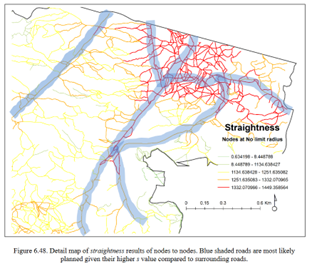 Straightness
Nodes at No limit radius
0.634198 - 8.448788
8.448789 - 1134.638427
1134.638428 - 1251.635082
1251.635083 - 1332.070965
1332.070966 - 1449.359564
0 0.15 0.3 0.6 Km
Figure 6.48. Detail map of straightness results of nodes to nodes. Blue shaded roads are most likely
planned given their higher s value compared to surrounding roads.